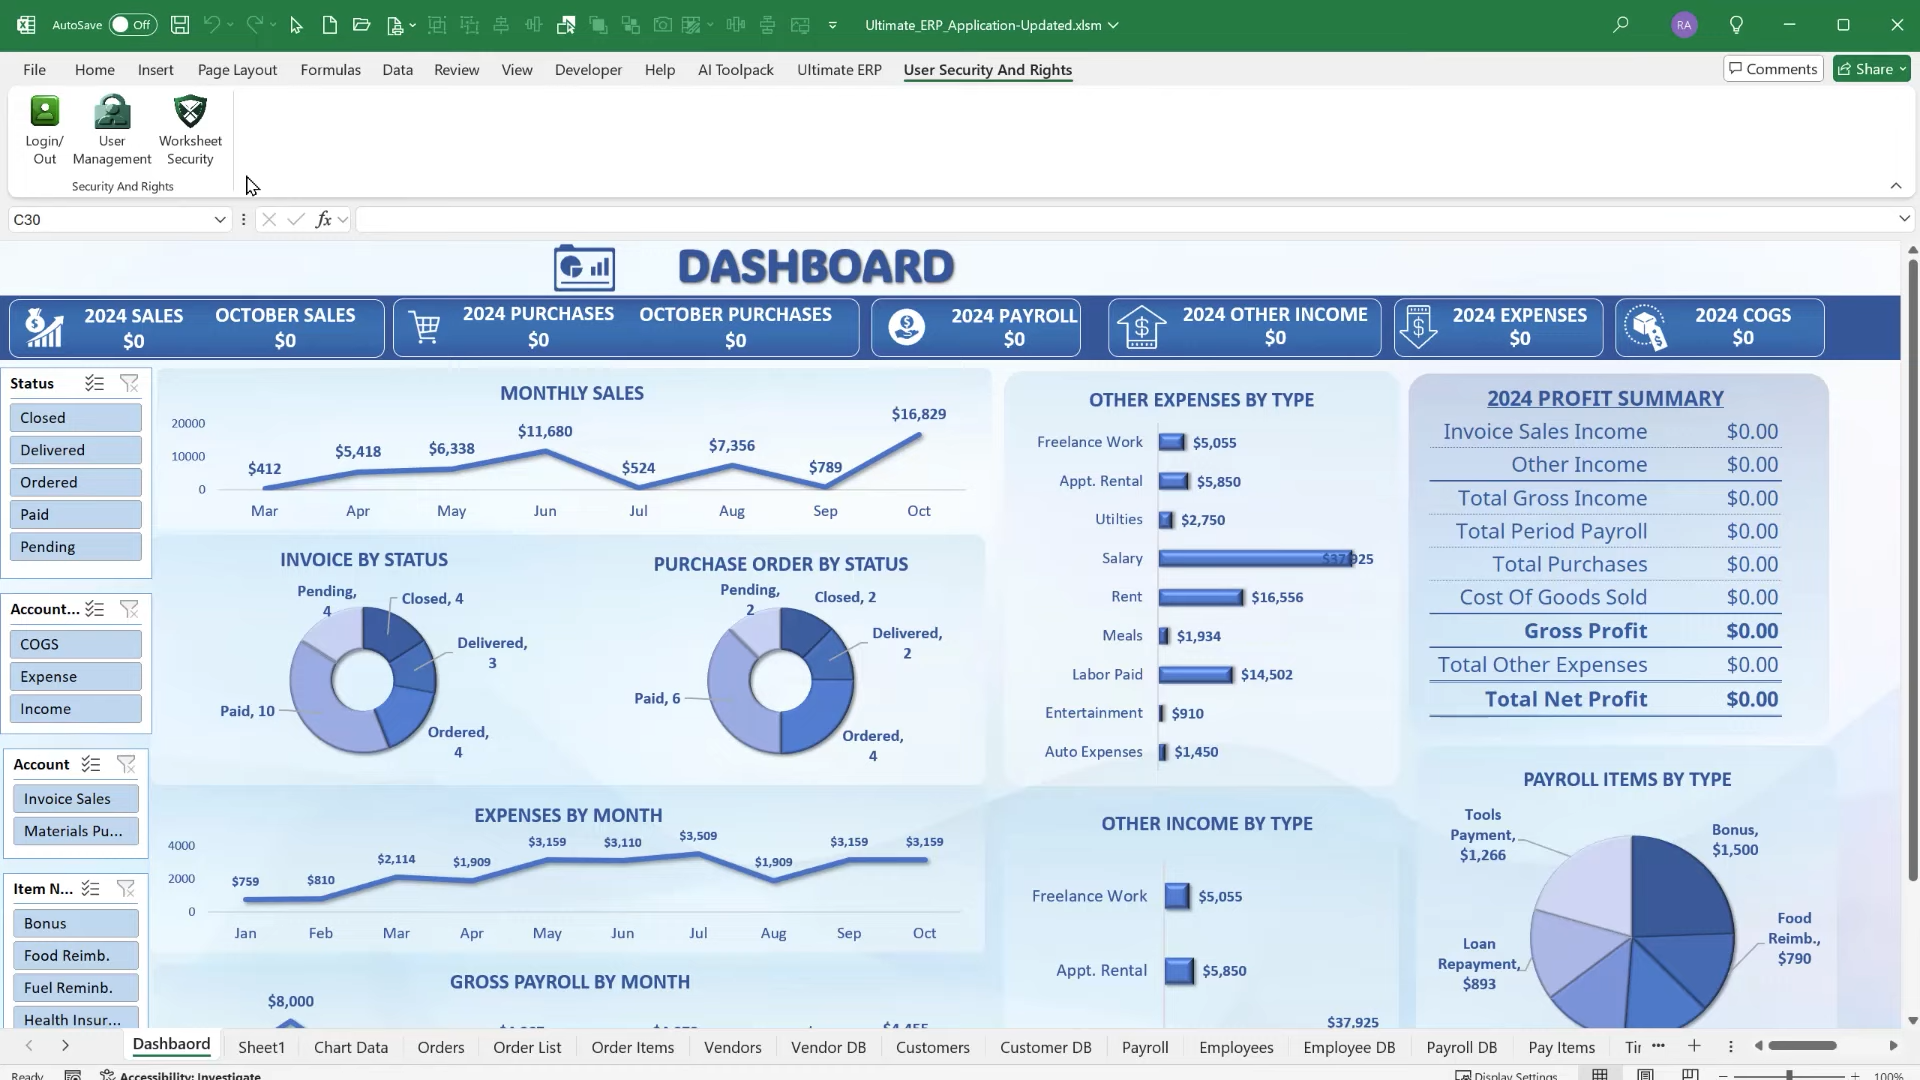 AutoSave Off
Ultimate_ERP_Application-Updated.xlsm
RA
File Home Insert Page Layout Formulas Data Review View Developer Help AI Toolpack Ultimate ERP User Security And Rights
Comments Share
Login/
Out
User
Management
Worksheet
Security
Security And Rights
C30
fx
DASHBOARD
2024 SALES
$0
OCTOBER SALES
$0
2024 PURCHASES
$0
OCTOBER PURCHASES
$0
2024 PAYROLL
$0
2024 OTHER INCOME
$0
2024 EXPENSES
$0
2024 COGS
$0
Status
Closed
Delivered
Ordered
Paid
Pending
Account...
COGS
Expense
Income
Account
Invoice Sales
Materials Pu...
Item N...
Bonus
Food Reimb.
Fuel Reminb.
Health Insur...
MONTHLY SALES
20000
10000
0
$412 $5,418 $6,338 $11,680 $524 $7,356 $789 $16,829
Mar Apr May Jun Jul Aug Sep Oct
INVOICE BY STATUS
Pending,
4
Closed, 4
Delivered,
3
Paid, 10
Ordered,
4
PURCHASE ORDER BY STATUS
Pending,
2
Closed, 2
Delivered,
2
Paid, 6
Ordered,
4
EXPENSES BY MONTH
4000
2000
0
$759 $810 $2,114 $1,909 $3,159 $3,110 $3,509 $1,909 $3,159 $3,159
Jan Feb Mar Apr May Jun Jul Aug Sep Oct
GROSS PAYROLL BY MONTH
$8,000
OTHER EXPENSES BY TYPE
Freelance Work $5,055
Appt. Rental $5,850
Utilties $2,750
Salary $37,925
Rent $16,556
Meals $1,934
Labor Paid $14,502
Entertainment $910
Auto Expenses $1,450
OTHER INCOME BY TYPE
Freelance Work $5,055
Appt. Rental $5,850
$37,925
2024 PROFIT SUMMARY
Invoice Sales Income $0.00
Other Income $0.00
Total Gross Income $0.00
Total Period Payroll $0.00
Total Purchases $0.00
Cost Of Goods Sold $0.00
Gross Profit $0.00
Total Other Expenses $0.00
Total Net Profit $0.00
PAYROLL ITEMS BY TYPE
Tools
Payment,
$1,266
Bonus,
$1,500
Food
Reimb.,
$790
Loan
Repayment,
$893
Dashbaord Sheet1 Chart Data Orders Order List Order Items Vendors Vendor DB Customers Customer DB Payroll Employees Employee DB Payroll DB Pay Items Tir
Ready Accessibility: Investigate Display Settings 100%